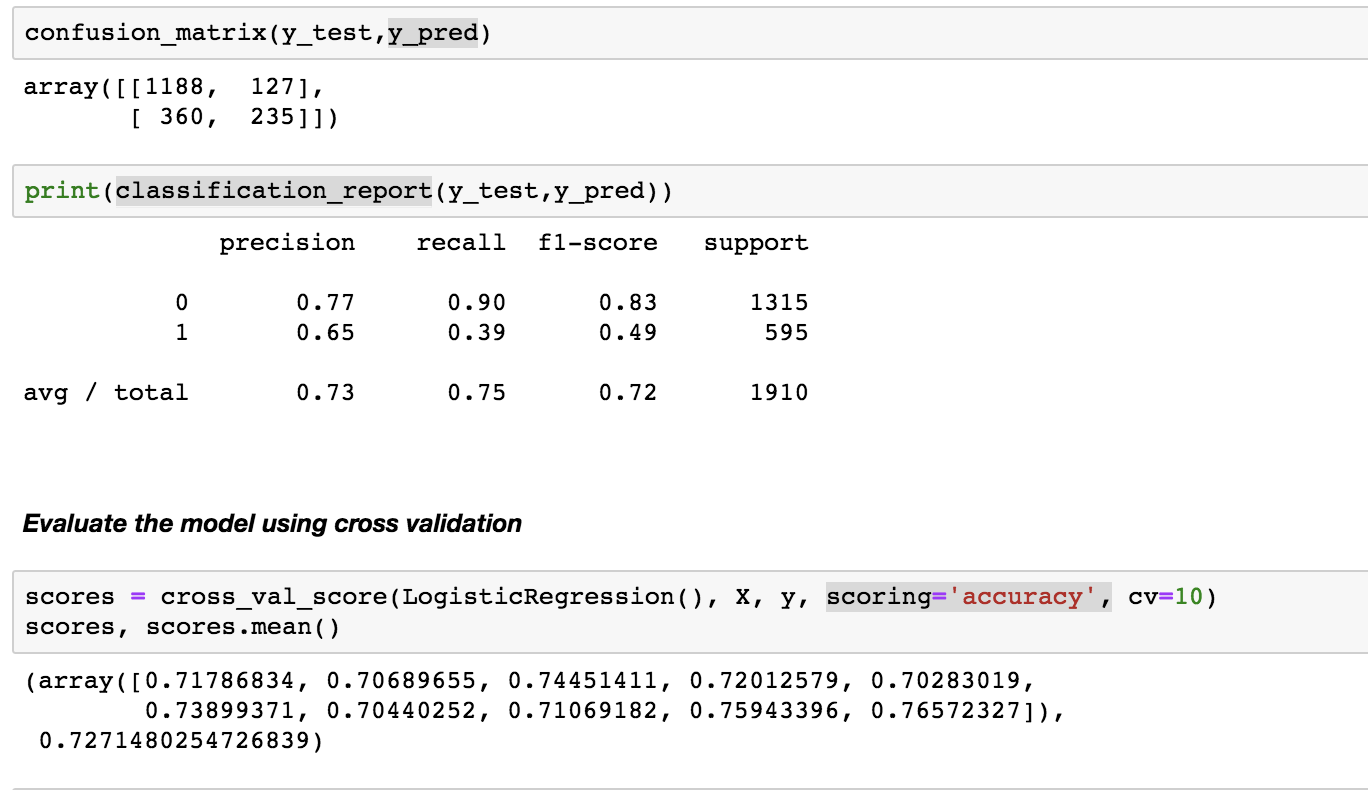 confusion_matrix(y_test,y_pred)
array([[1188,  127],
       [ 360,  235]])
print(classification_report(y_test,y_pred))
             precision    recall  f1-score   support
          0       0.77      0.90      0.83      1315
          1       0.65      0.39      0.49       595
avg / total       0.73      0.75      0.72      1910
Evaluate the model using cross validation
scores = cross_val_score(LogisticRegression(), X, y, scoring='accuracy', cv=10)
scores, scores.mean()
(array([0.71786834, 0.70689655, 0.74451411, 0.72012579, 0.70283019,
        0.73899371, 0.70440252, 0.71069182, 0.75943396, 0.76572327]),
 0.7271480254726839)